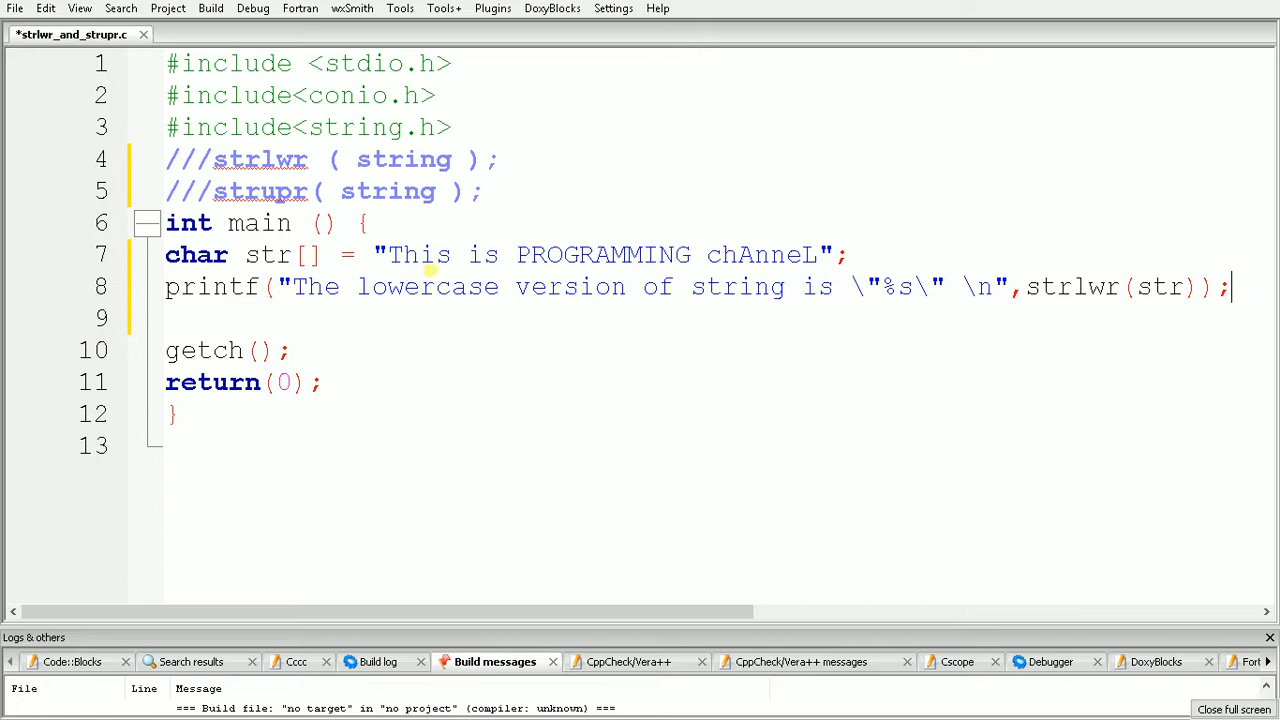 File Edit View Search Project Build Debug Fortran wxSmith Tools Tools+ Plugins DoxyBlocks Settings Help
*strlwr_and_strupr.c
1 #include <stdio.h>
2 #include<conio.h>
3 #include<string.h>
4 ///strlwr ( string );
5 ///strupr( string );
6 int main () {
7 char str[] = "This is PROGRAMMING chAnneL";
8 printf("The lowercase version of string is \"%s\" \n",strlwr(str));
9
10 getch();
11 return(0);
12 }
13
Logs & others
Code::Blocks Search results Cccc Build log Build messages CppCheck/Vera++ CppCheck/Vera++ messages Cscope Debugger DoxyBlocks Fort
File Line Message
=== Build file: "no target" in "no project" (compiler: unknown) ===
Close full screen